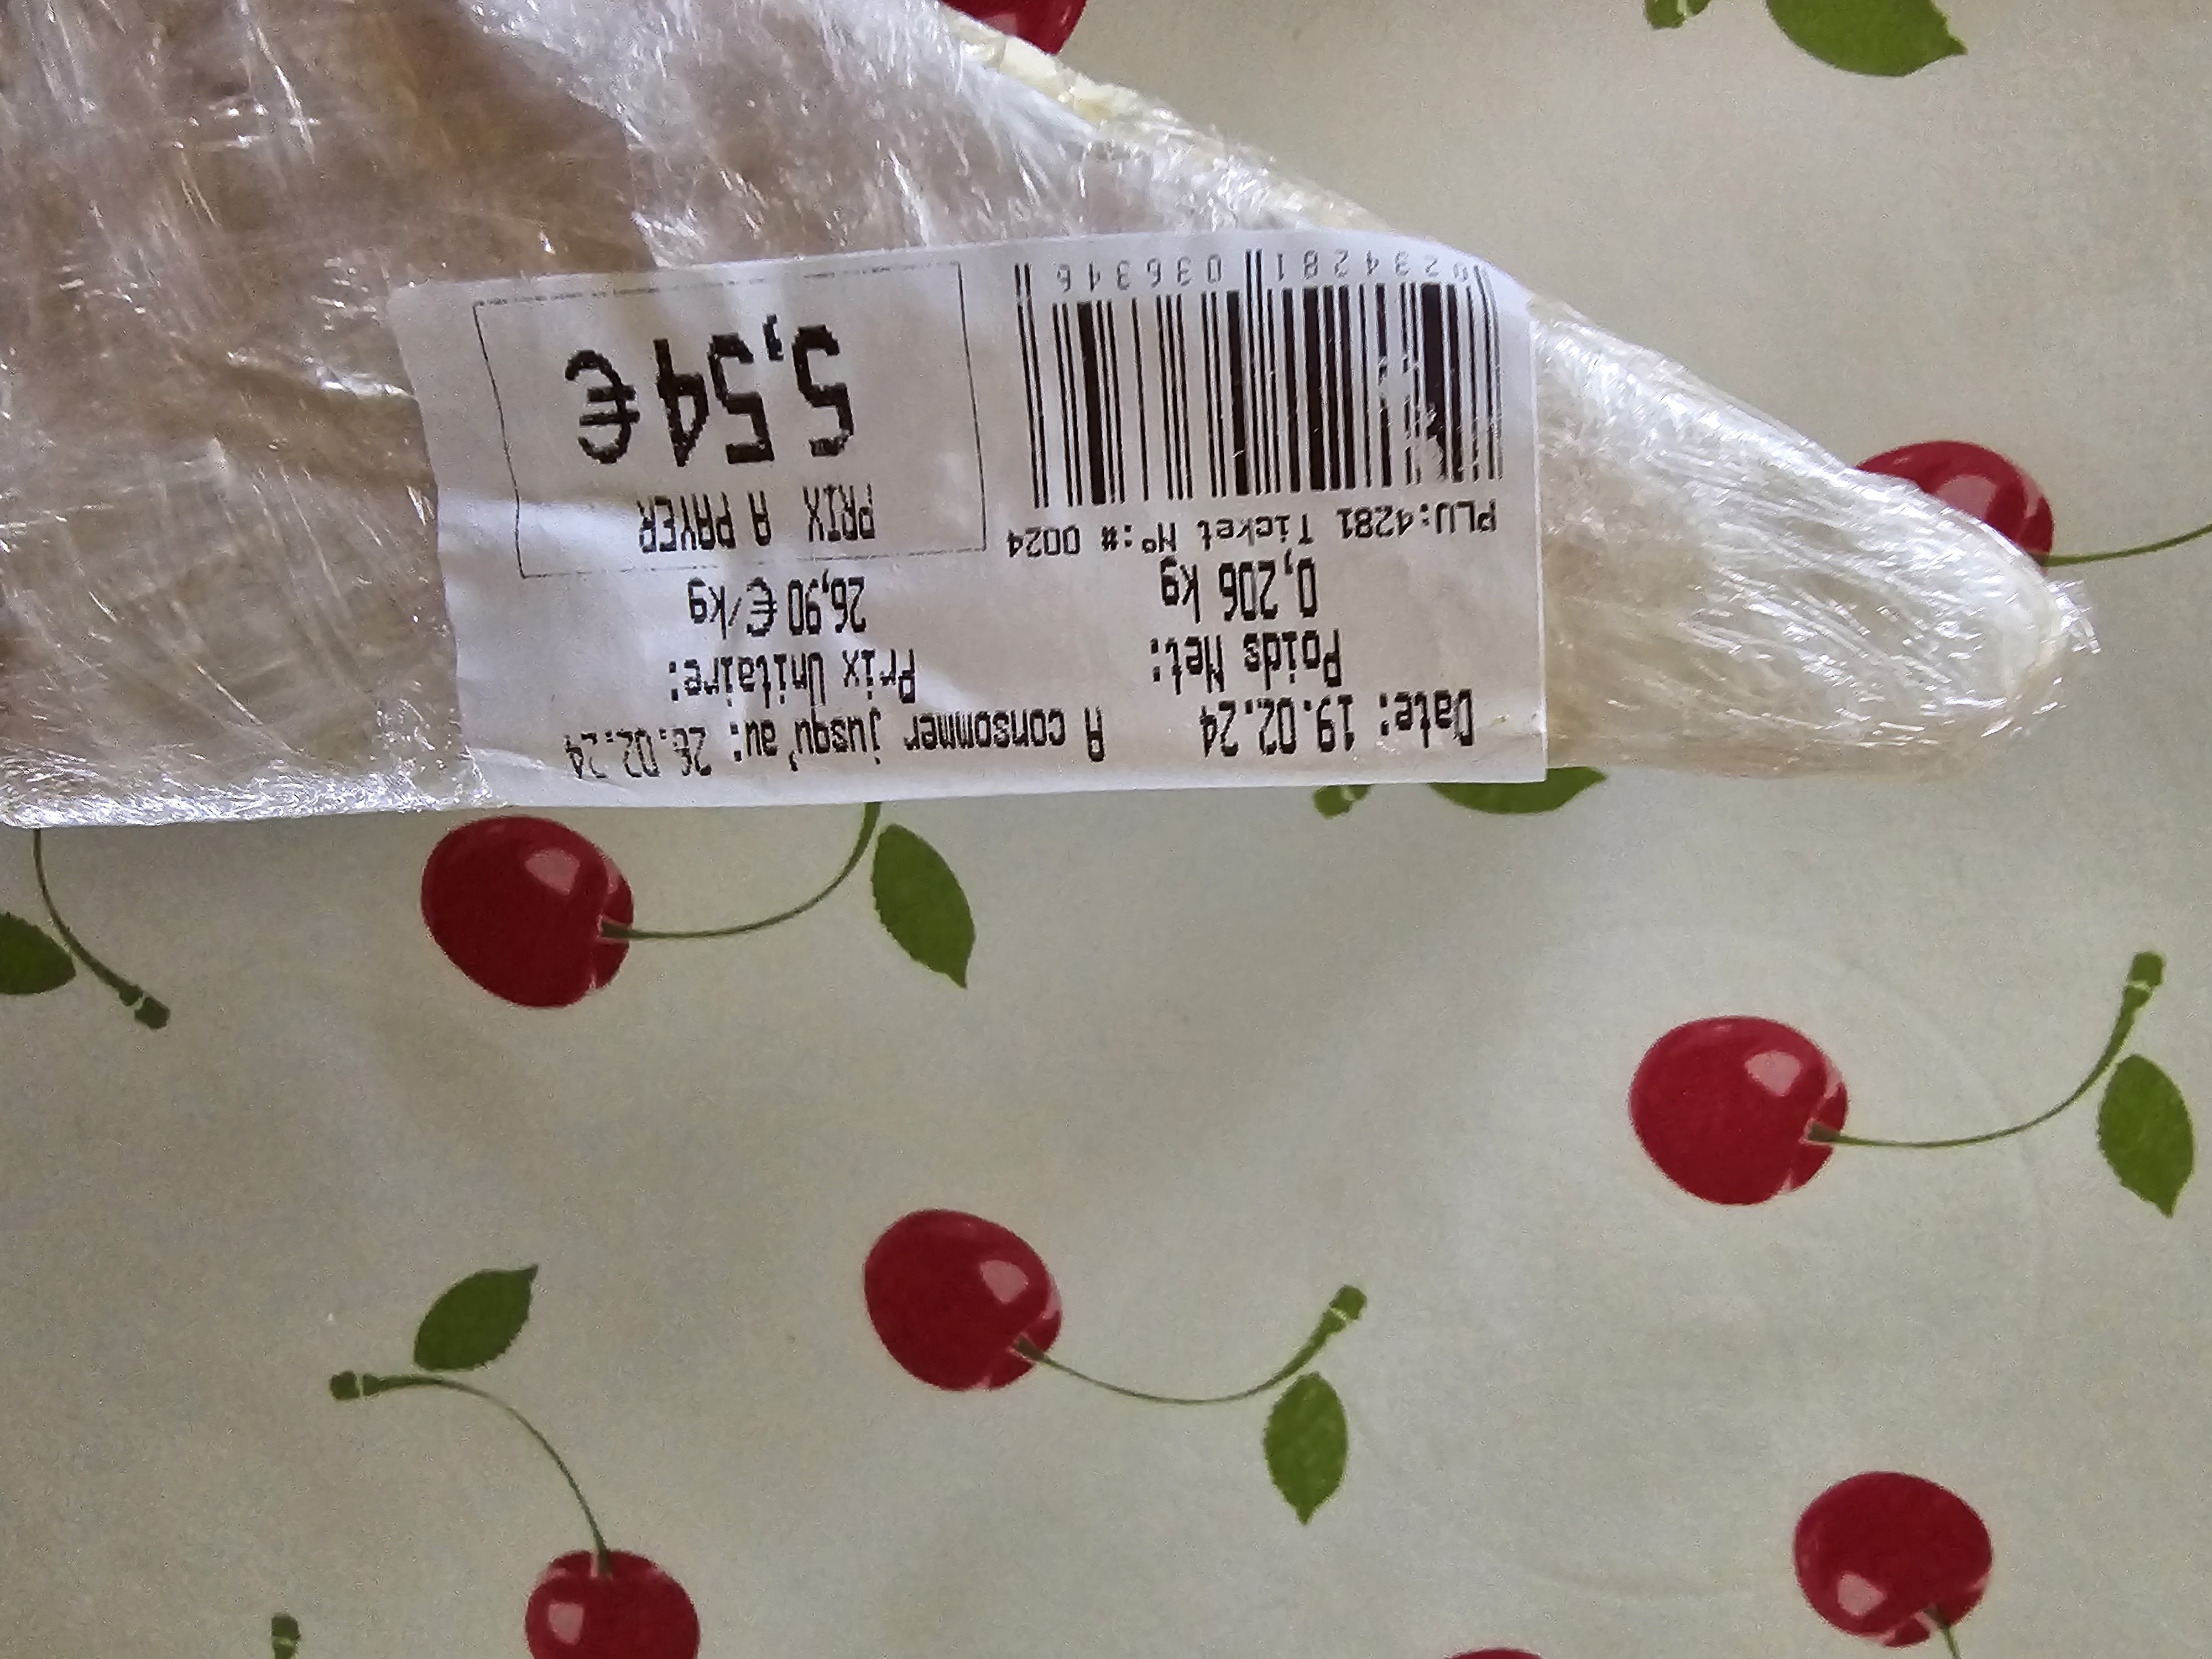 Date: 19.02.24 A consommer jusqu'au: 26.02.24
Poids Net: Prix Unitaire:
0,206 kg 26,90 €/kg
PLU:4281 Ticket Nº:# 0024
PRIX A PAYER
5,54€
0234281 036346